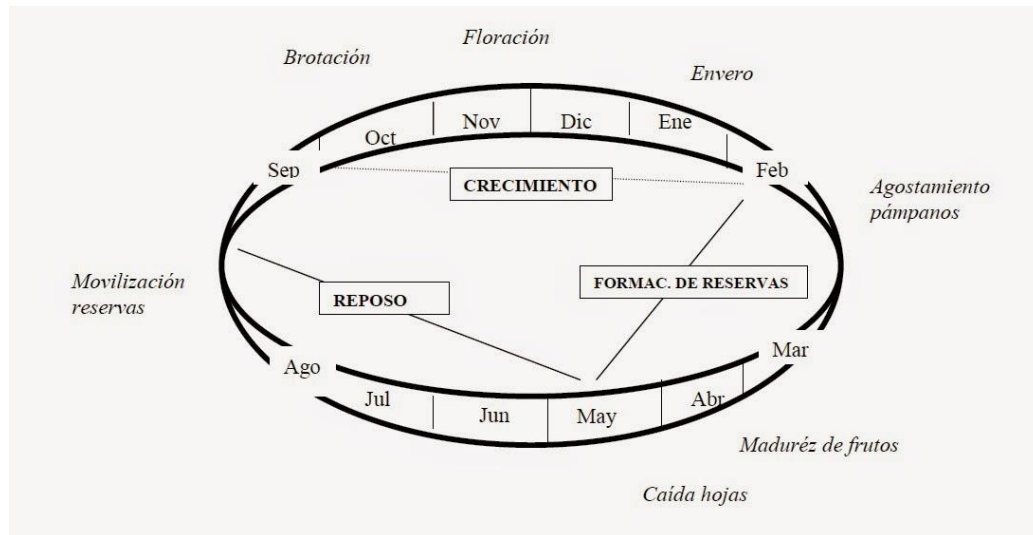 Floración
Brotación
Envero
Nov
Dic
Ene
Oct
Sep
Feb
CRECIMIENTO
Agostamiento
pámpanos
Movilización
reservas
FORMAC. DE RESERVAS
REPOSO
Mar
Ago
Jul
Jun
May
Abr
Maduréz de frutos
Caída hojas